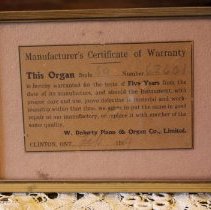 Manufacturer's Certificate of Warranty
This Organ Style 50 Number
is hereby warranted for the term of Five Years from the
date of its manufacture, and should the Instrument, with
proper care and use, prove defective in material and work-
manship within that time, we agree to put the same in good
repair at our manufactory, or replace it with another of the
same quality.
W. Doherty Piano & Organ Co., Limited.
CLINTON, ONT.